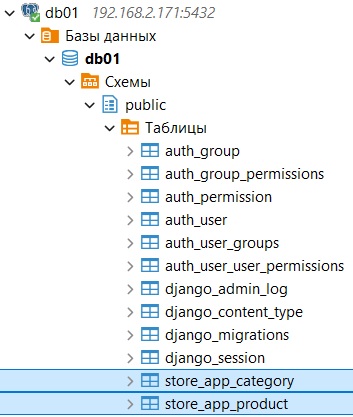 db01 192.168.2.171:5432
Базы данных
db01
Схемы
public
Таблицы
auth_group
auth_group_permissions
auth_permission
auth_user
auth_user_groups
auth_user_user_permissions
django_admin_log
django_content_type
django_migrations
django_session
store_app_category
store_app_product